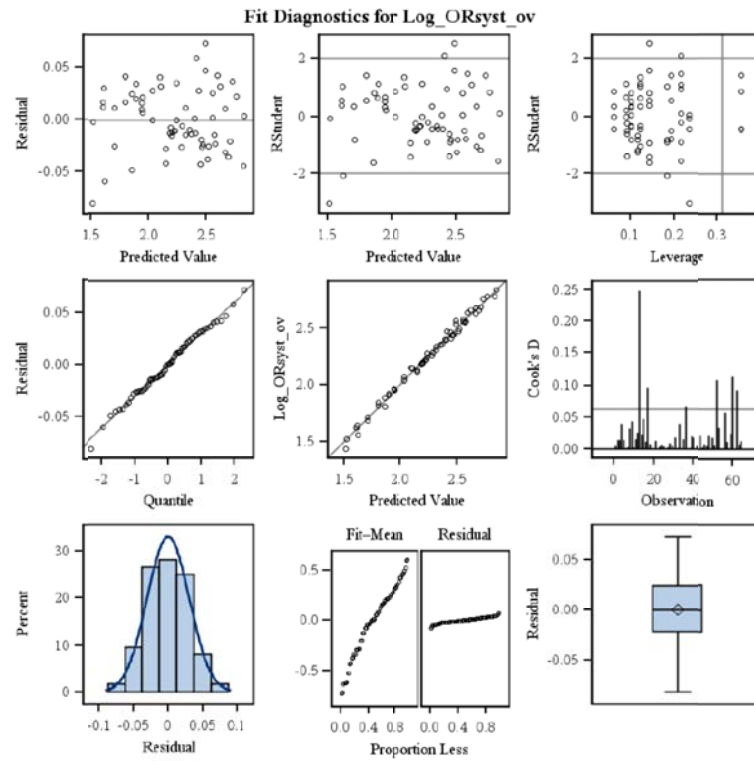 Fit Diagnostics for Log_ORsyst_ov
Residual
0.05
0.00
-0.05
1.5 2.0 2.5
Predicted Value
RStudent
2
0
-2
1.5 2.0 2.5
Predicted Value
RStudent
2
0
-2
0.1 0.2 0.3
Leverage
Residual
0.05
0.00
-0.05
-2 -1 0 1 2
Quantile
Log_ORsyst_ov
2.5
2.0
1.5
1.5 2.0 2.5
Predicted Value
Cook's D
0.25
0.20
0.15
0.10
0.05
0.00
0 20 40 60
Observation
Percent
30
20
10
0
-0.1 -0.05 0 0.05 0.1
Residual
Fit–Mean Residual
0.5
0.0
-0.5
0.0 0.4 0.8 0.0 0.4 0.8
Proportion Less
Residual
0.05
0.00
-0.05